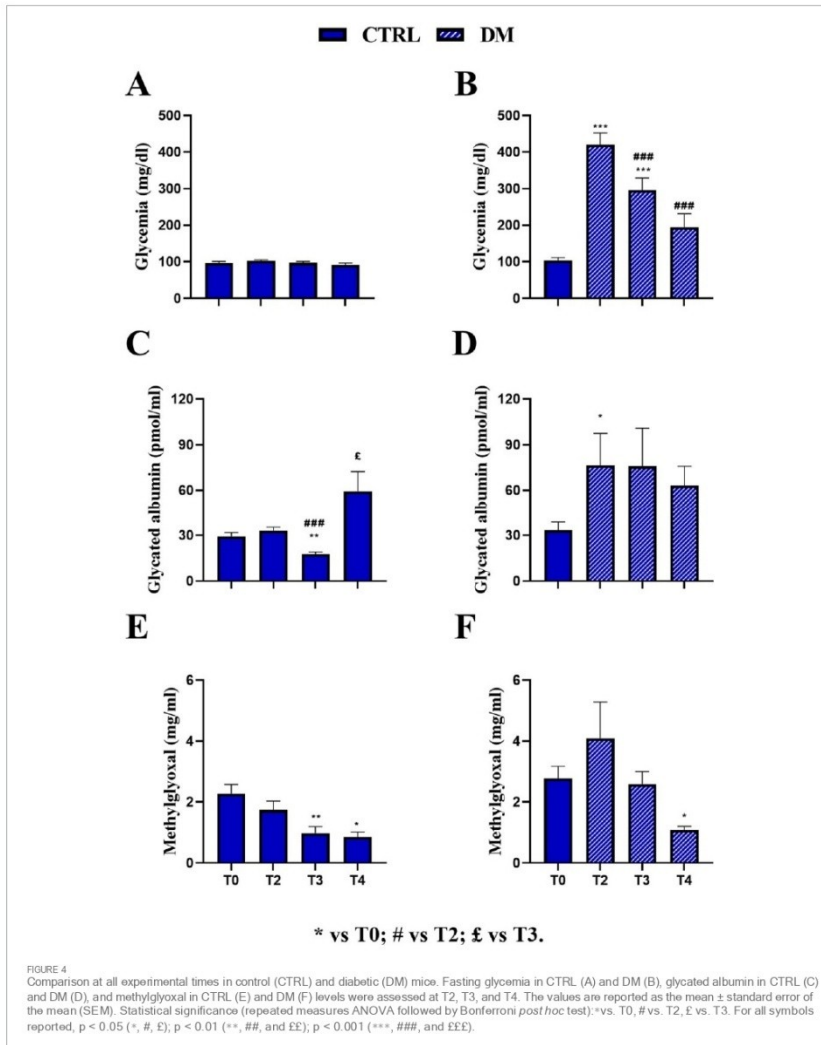 CTRL DM
A
B
500
400
300
200
100
0
Glycemia (mg/dl)
500
400
300
200
100
0
Glycemia (mg/dl)
***
###
***
###
C
D
120
90
60
30
0
Glycated albumin (pmol/ml)
###
**
£
120
90
60
30
0
Glycated albumin (pmol/ml)
*
E
F
6
4
2
0
Methylglyoxal (mg/ml)
**
*
T0 T2 T3 T4
6
4
2
0
Methylglyoxal (mg/ml)
*
T0 T2 T3 T4
* vs T0; # vs T2; £ vs T3.
FIGURE 4
Comparison at all experimental times in control (CTRL) and diabetic (DM) mice. Fasting glycemia in CTRL (A) and DM (B), glycated albumin in CTRL (C)
and DM (D), and methylglyoxal in CTRL (E) and DM (F) levels were assessed at T2, T3, and T4. The values are reported as the mean ± standard error of
the mean (SEM). Statistical significance (repeated measures ANOVA followed by Bonferroni post hoc test):*vs. T0, # vs. T2, £ vs. T3. For all symbols
reported, p < 0.05 (*, #, £); p < 0.01 (**, ##, and ££); p < 0.001 (***, ###, and £££).